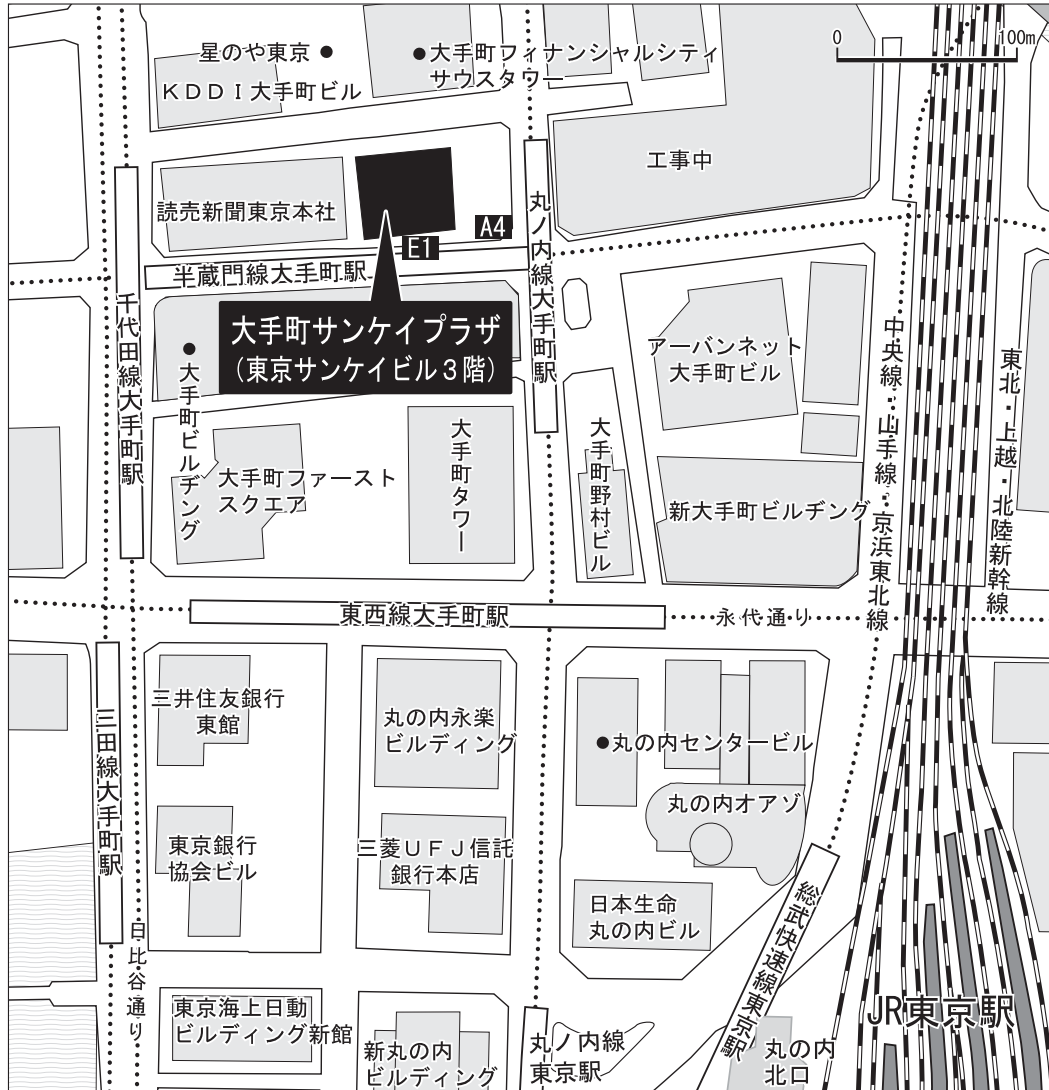 星のや東京
大手町フィナンシャルシティ
サウスタワー
KDDI大手町ビル
0
100m
工事中
読売新聞東京本社
A4
E1
半蔵門線大手町駅
丸ノ内線大手町駅
千代田線大手町駅
大手町サンケイプラザ
(東京サンケイビル3階)
大手町ビルヂング
アーバンネット
大手町ビル
中央線・山手線・京浜東北線
東北・上越・北陸新幹線
大手町ファースト
スクエア
大手町タワー
大手町野村ビル
新大手町ビルヂング
東西線大手町駅
永代通り
三井住友銀行
東館
三田線大手町駅
丸の内永楽
ビルディング
丸の内センタービル
丸の内オアゾ
東京銀行
協会ビル
三菱UFJ信託
銀行本店
日本生命
丸の内ビル
総武快速線東京駅
日比谷通り
東京海上日動
ビルディング新館
新丸の内
ビルディング
丸ノ内線
東京駅
丸の内
北口
JR東京駅